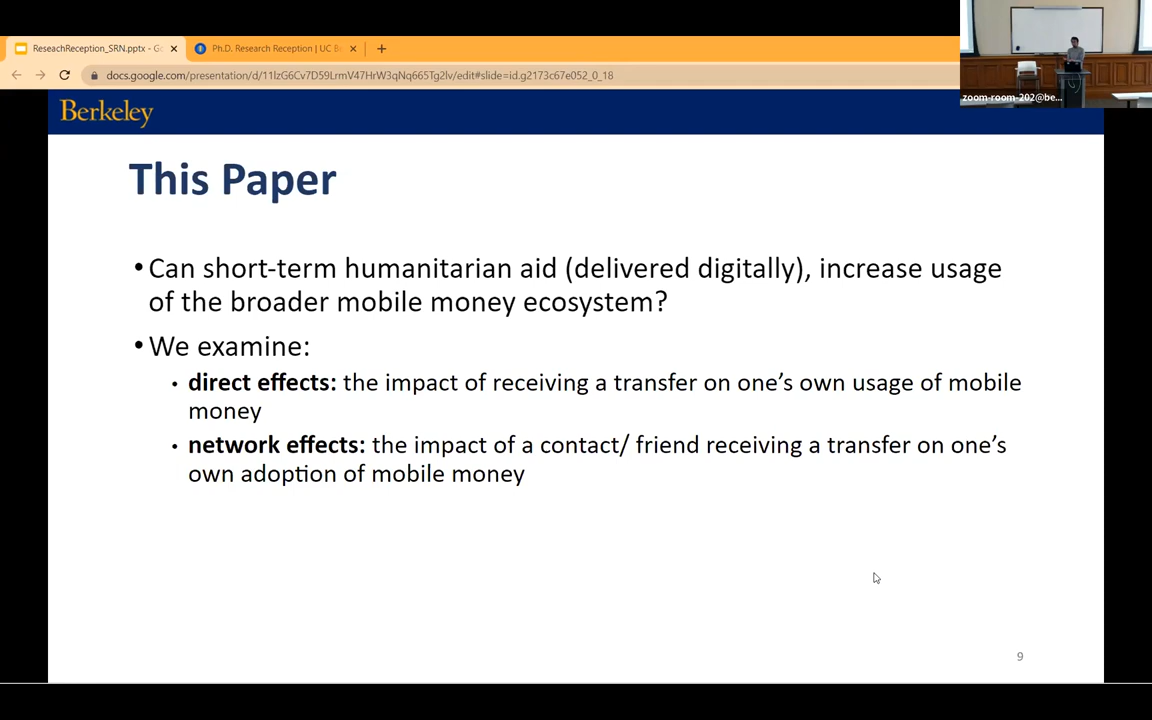 ReseachReception_SRN.pptx - Go
Ph.D. Research Reception | UC Be
docs.google.com/presentation/d/11IzG6Cv7D59LrmV47HrW3qNq665Tg2lv/edit#slide=id.g2173c67e052_0_18
zoom-room-202@be...
Berkeley
This Paper
•Can short-term humanitarian aid (delivered digitally), increase usage
of the broader mobile money ecosystem?
•We examine:
• direct effects: the impact of receiving a transfer on one's own usage of mobile
money
• network effects: the impact of a contact/ friend receiving a transfer on one's
own adoption of mobile money
9